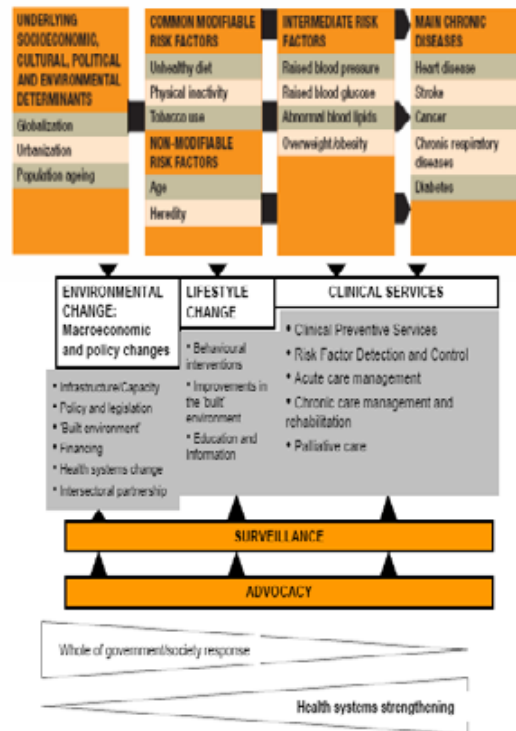 UNDERLYING
SOCIOECONOMIC,
CULTURAL, POLITICAL
AND ENVIRONMENTAL
DETERMINANTS
Globalization
Urbanization
Population ageing
COMMON MODIFIABLE
RISK FACTORS
Unhealthy diet
Physical inactivity
Tobacco use
NON-MODIFIABLE
RISK FACTORS
Age
Heredity
INTERMEDIATE RISK
FACTORS
Raised blood pressure
Raised blood glucose
Abnormal blood lipids
Overweight/obesity
MAIN CHRONIC
DISEASES
Heart disease
Stroke
Cancer
Chronic respiratory
diseases
Diabetes
ENVIRONMENTAL
CHANGE:
Macroeconomic
and policy changes
• Infrastructure/Capacity
• Policy and legislation
• 'Built environment'
• Financing
• Health systems change
• Intersectoral partnership
LIFESTYLE
CHANGE
• Behavioural
interventions
• Improvements in
the 'built' environment
• Education and
Information
CLINICAL SERVICES
• Clinical Preventive Services
• Risk Factor Detection and Control
• Acute care management
• Chronic care management and
rehabilitation
• Palliative care
SURVEILLANCE
ADVOCACY
Whole of government/society response
Health systems strengthening